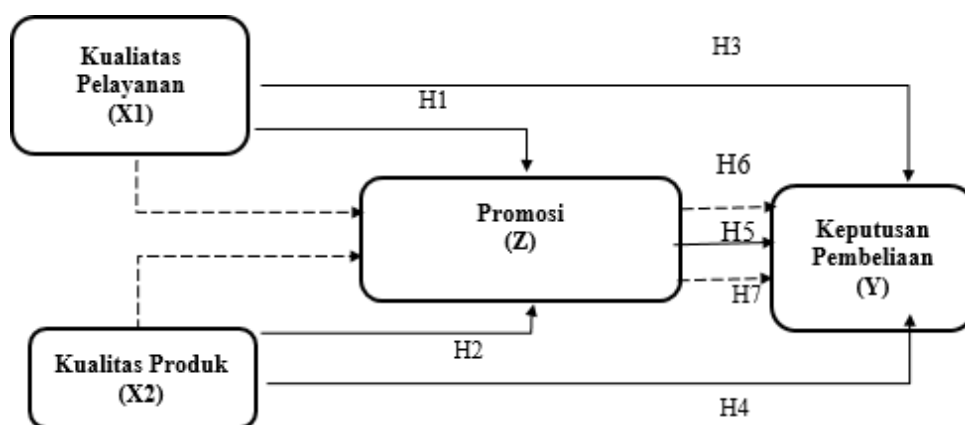 Kualiatas
Pelayanan
(X1)
H3
H1
Promosi
(Z)
H6
H5
H7
Keputusan
Pembeliaan
(Y)
Kualitas Produk
(X2)
H2
H4